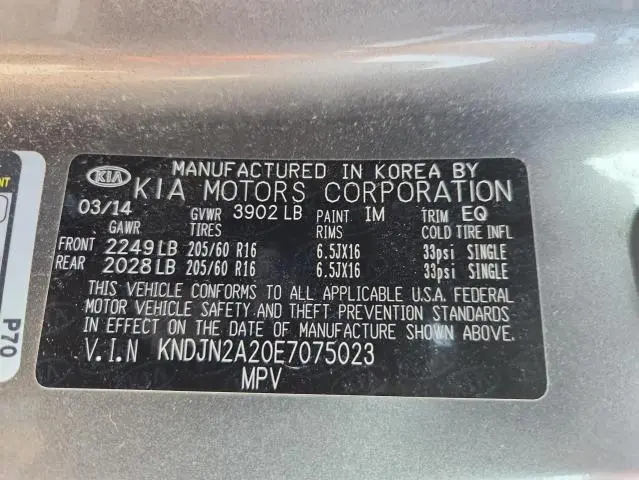 KIA
MANUFACTURED IN KOREA BY
KIA MOTORS CORPORATION
03/14 GVWR 3902 LB PAINT IM TRIM EQ
GAWR TIRES RIMS COLD TIRE INFL
FRONT 2249 LB 205/60 R16 6.5JX16 33psi SINGLE
REAR 2028 LB 205/60 R16 6.5JX16 33psi SINGLE
THIS VEHICLE CONFORMS TO ALL APPLICABLE U.S.A. FEDERAL
MOTOR VEHICLE SAFETY AND THEFT PREVENTION STANDARDS
IN EFFECT ON THE DATE OF MANUFACTURE SHOWN ABOVE.
V.I.N KNDJN2A20E7075023
MPV
P70